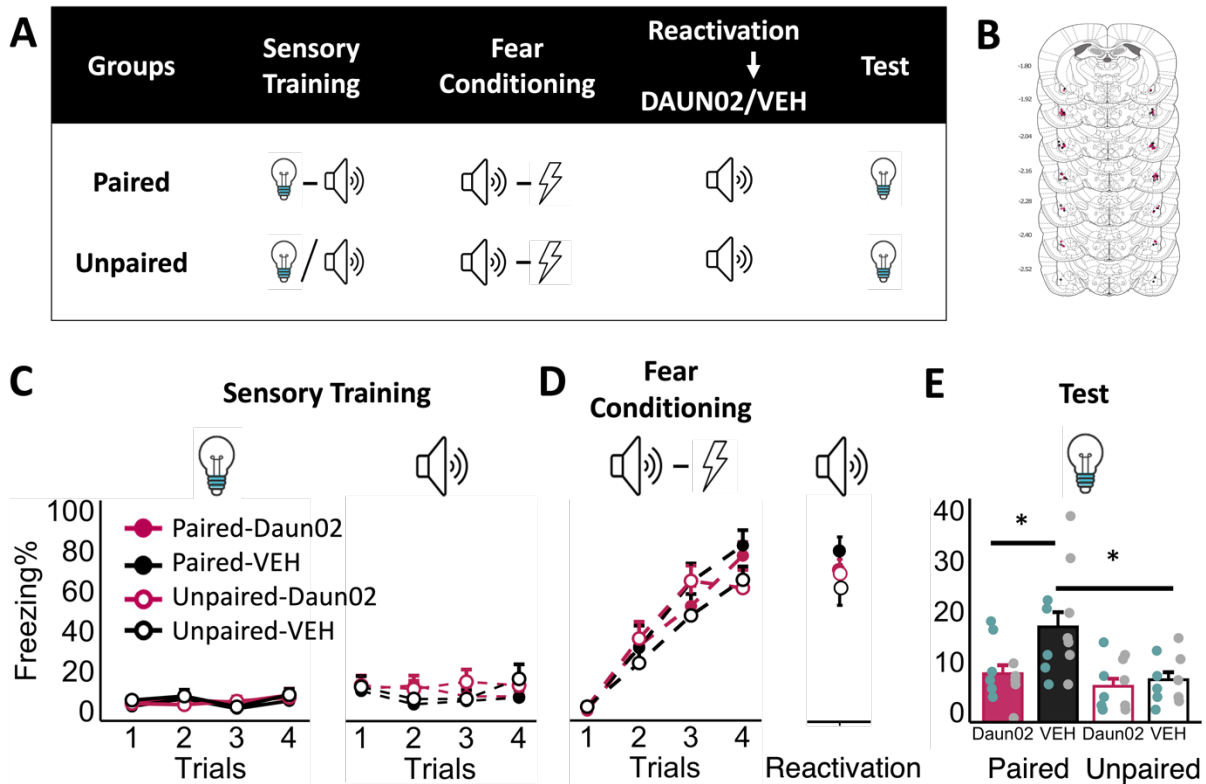 A
Groups
Sensory
Training
Fear
Conditioning
Reactivation
DAUN02/VEH
Test
Paired
Unpaired
B
-1.80
-1.92
-2.04
-2.16
-2.28
-2.40
-2.52
C
Sensory Training
Freezing%
100
80
60
40
20
0
Paired-Daun02
Paired-VEH
Unpaired-Daun02
Unpaired-VEH
1 2 3 4
Trials
1 2 3 4
Trials
D
Fear
Conditioning
1 2 3 4
Trials
Reactivation
E
Test
40
30
20
10
0
* *
Daun02 VEH Daun02 VEH
Paired Unpaired